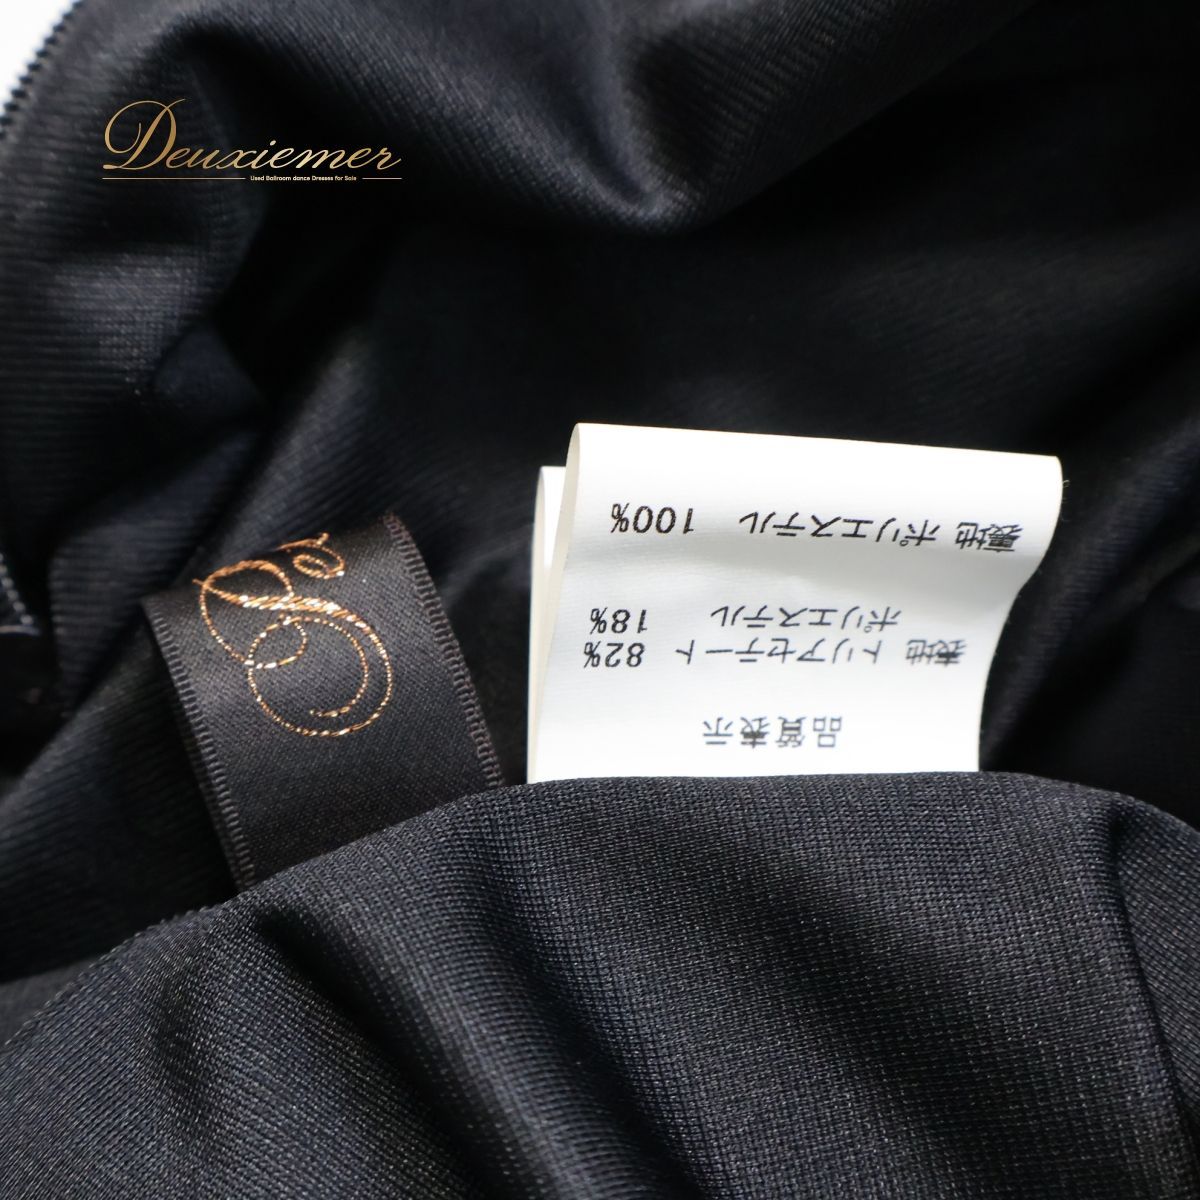 Deuxiemer
Used Ballroom dance Dresses for Sale
品質表示
表地 トリアセテート 82%
ポリエステル 18%
裏地 ポリエステル 100%